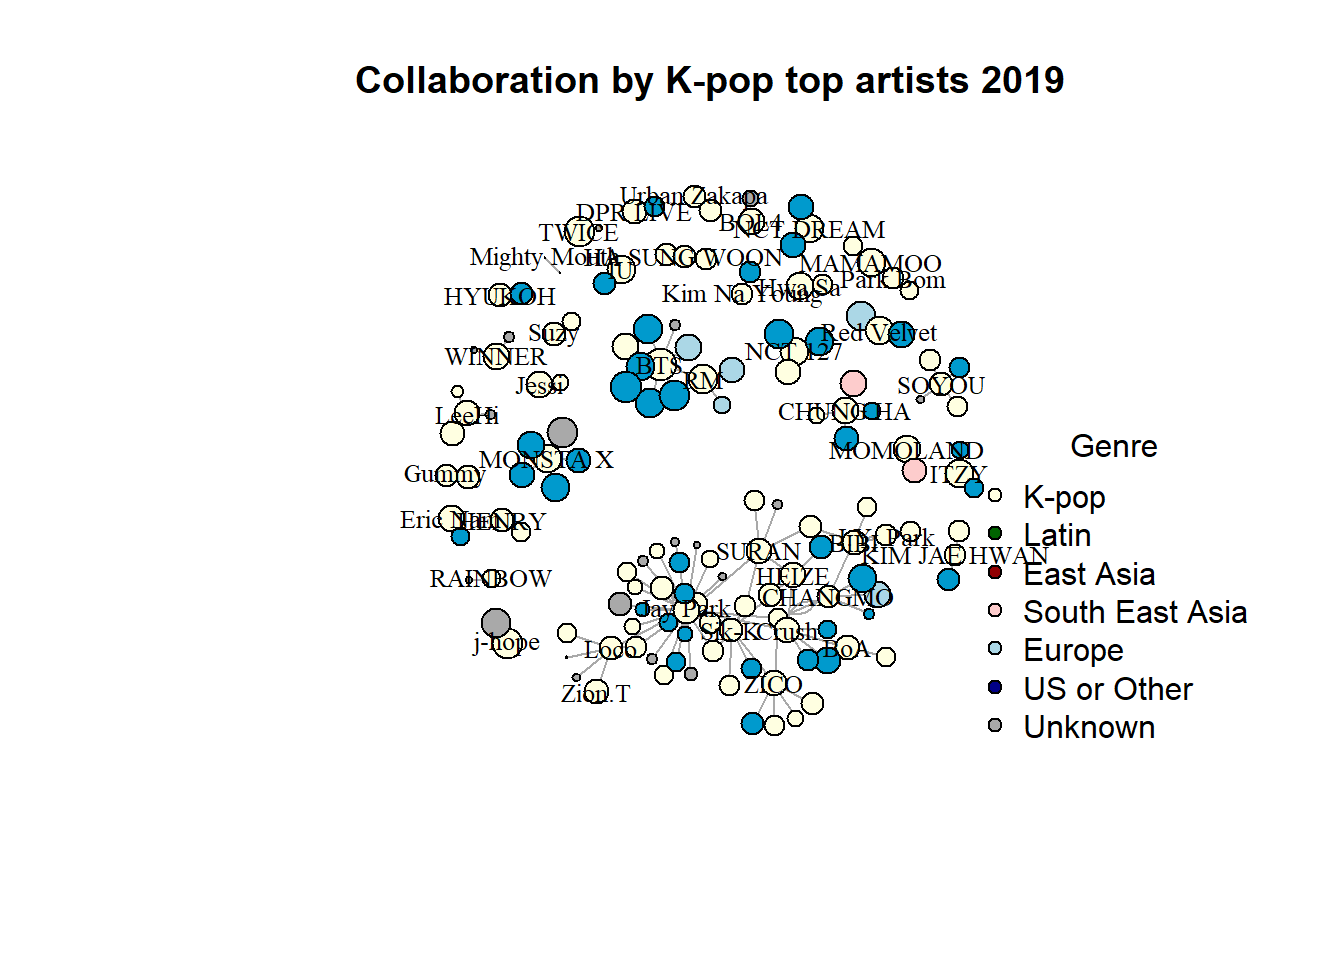 Collaboration by K-pop top artists 2019
Urban Zakapa
DPR LIVE
BOL4
TWICE
NCT DREAM
Mighty Mouth
HA SUNG WOON
IU
MAMAMOO
Park Bom
Hwa Sa
Kim Na Young
HYUKOH
Suzy
Red Velvet
WINNER
NCT 127
BTS
RM
Jessi
SOYOU
LeeHi
CHUNG HA
MOMOLAND
Genre
MONSTA X
Gummy
ITZY
K-pop
Eric Nam
HENRY
Latin
J.Y. Park
BIBI
SURAN
KIM JAE HWAN
East Asia
RAINBOW
HEIZE
CHANGMO
South East Asia
Jay Park
Sik-K
Crush
j-hope
Loco
BoA
Europe
ZICO
US or Other
Zion.T
Unknown